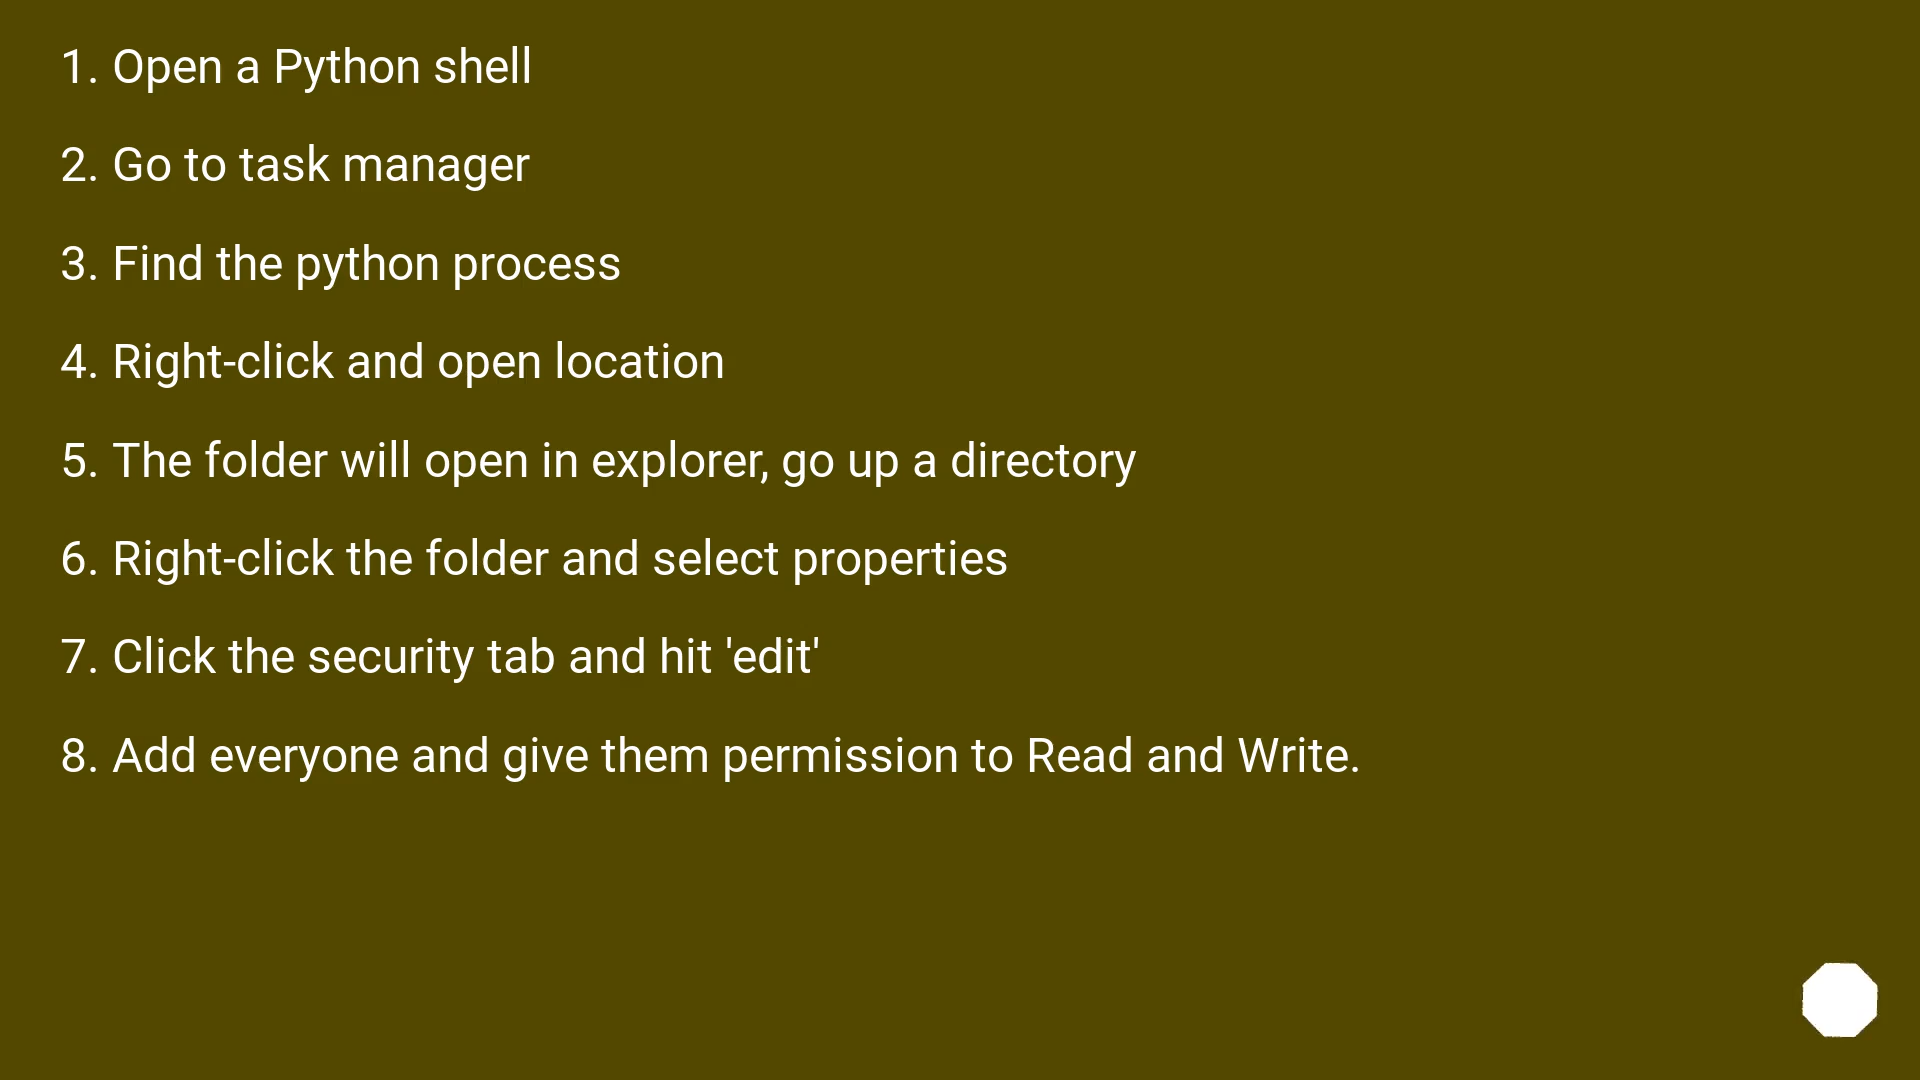 1. Open a Python shell
2. Go to task manager
3. Find the python process
4. Right-click and open location
5. The folder will open in explorer, go up a directory
6. Right-click the folder and select properties
7. Click the security tab and hit 'edit'
8. Add everyone and give them permission to Read and Write.